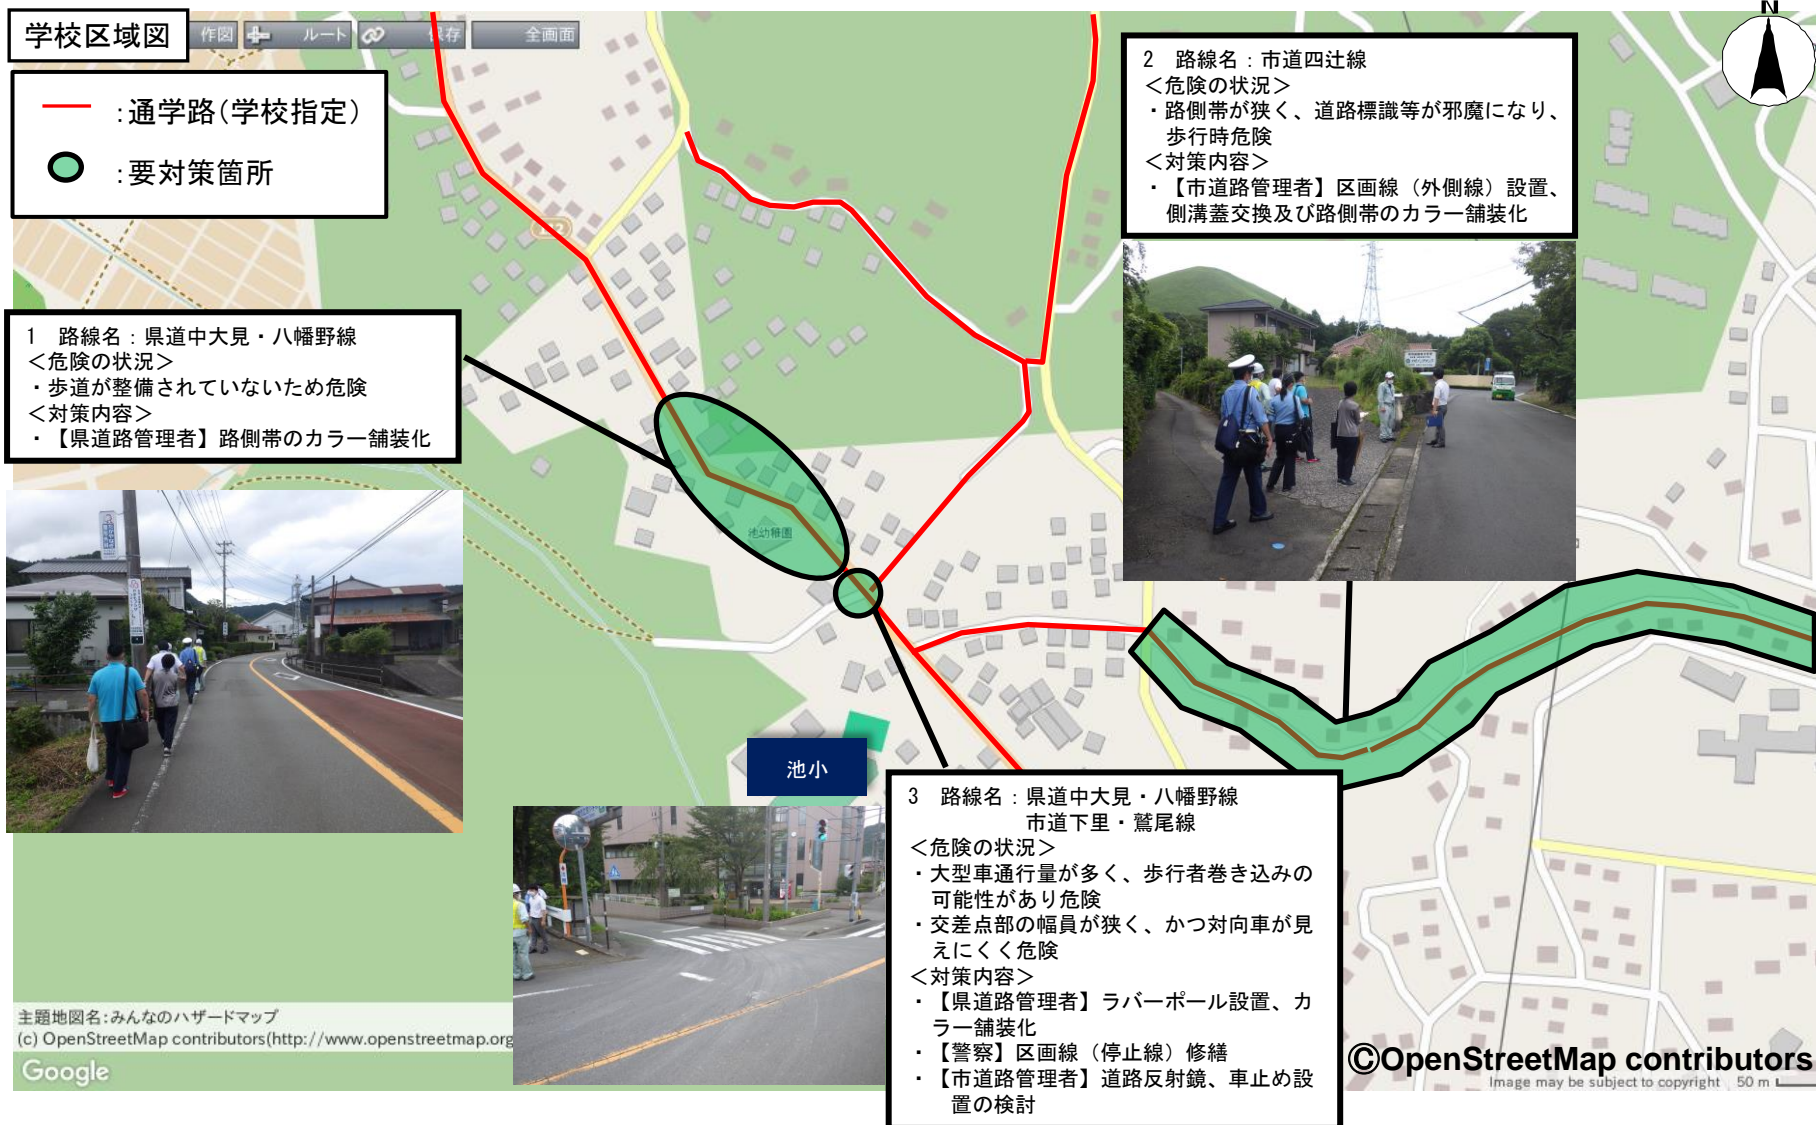 学校区域図
作図
ルート
保存
全画面
：通学路（学校指定）
：要対策箇所
N
1　路線名：県道中大見・八幡野線
＜危険の状況＞
・歩道が整備されていないため危険
＜対策内容＞
・【県道路管理者】路側帯のカラー舗装化
2　路線名：市道四辻線
＜危険の状況＞
・路側帯が狭く、道路標識等が邪魔になり、
歩行時危険
＜対策内容＞
・【市道路管理者】区画線（外側線）設置、
側溝蓋交換及び路側帯のカラー舗装化
池幼稚園
池小
3　路線名：県道中大見・八幡野線
市道下里・鷲尾線
＜危険の状況＞
・大型車通行量が多く、歩行者巻き込みの
可能性があり危険
・交差点部の幅員が狭く、かつ対向車が見
えにくく危険
＜対策内容＞
・【県道路管理者】ラバーポール設置、カ
ラー舗装化
・【警察】区画線（停止線）修繕
・【市道路管理者】道路反射鏡、車止め設
置の検討
主題地図名：みんなのハザードマップ
(c) OpenStreetMap contributors(http://www.openstreetmap.org
Google
©OpenStreetMap contributors
Image may be subject to copyright
50 m